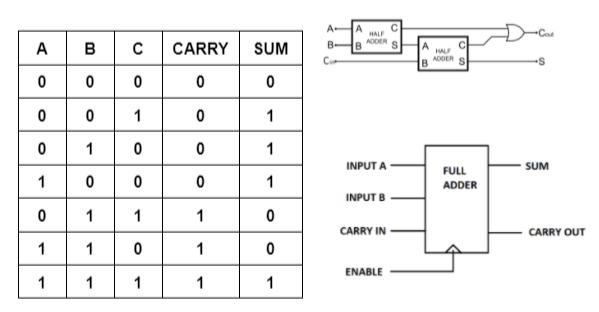 A B C CARRY SUM
0 0 0 0 0
0 0 1 0 1
0 1 0 0 1
1 0 0 0 1
0 1 1 1 0
1 1 0 1 0
1 1 1 1 1
A A HALF ADDER C
B B S
A HALF ADDER C Cout
Cin B S S
INPUT A FULL ADDER SUM
INPUT B
CARRY IN CARRY OUT
ENABLE